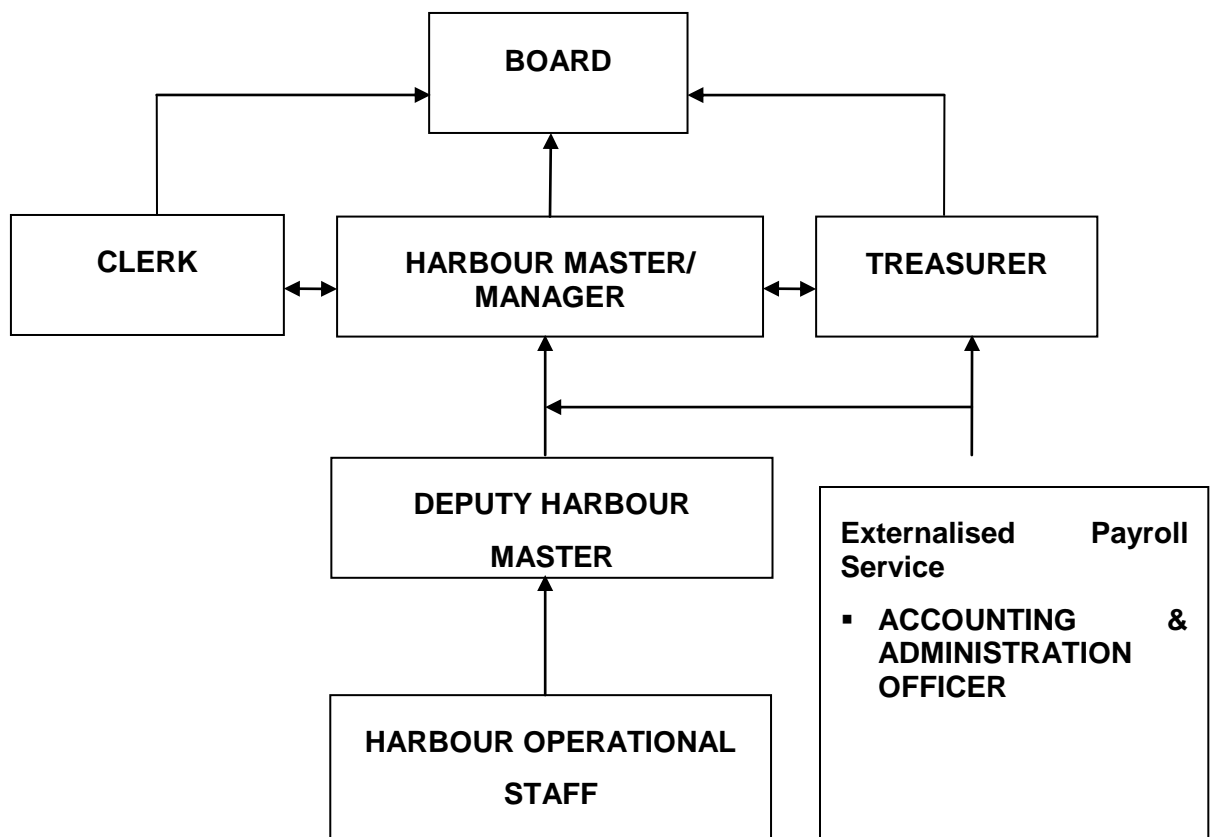 BOARD
CLERK
HARBOUR MASTER/
MANAGER
TREASURER
DEPUTY HARBOUR
MASTER
Externalised Payroll
Service
▪ ACCOUNTING &
ADMINISTRATION
OFFICER
HARBOUR OPERATIONAL
STAFF